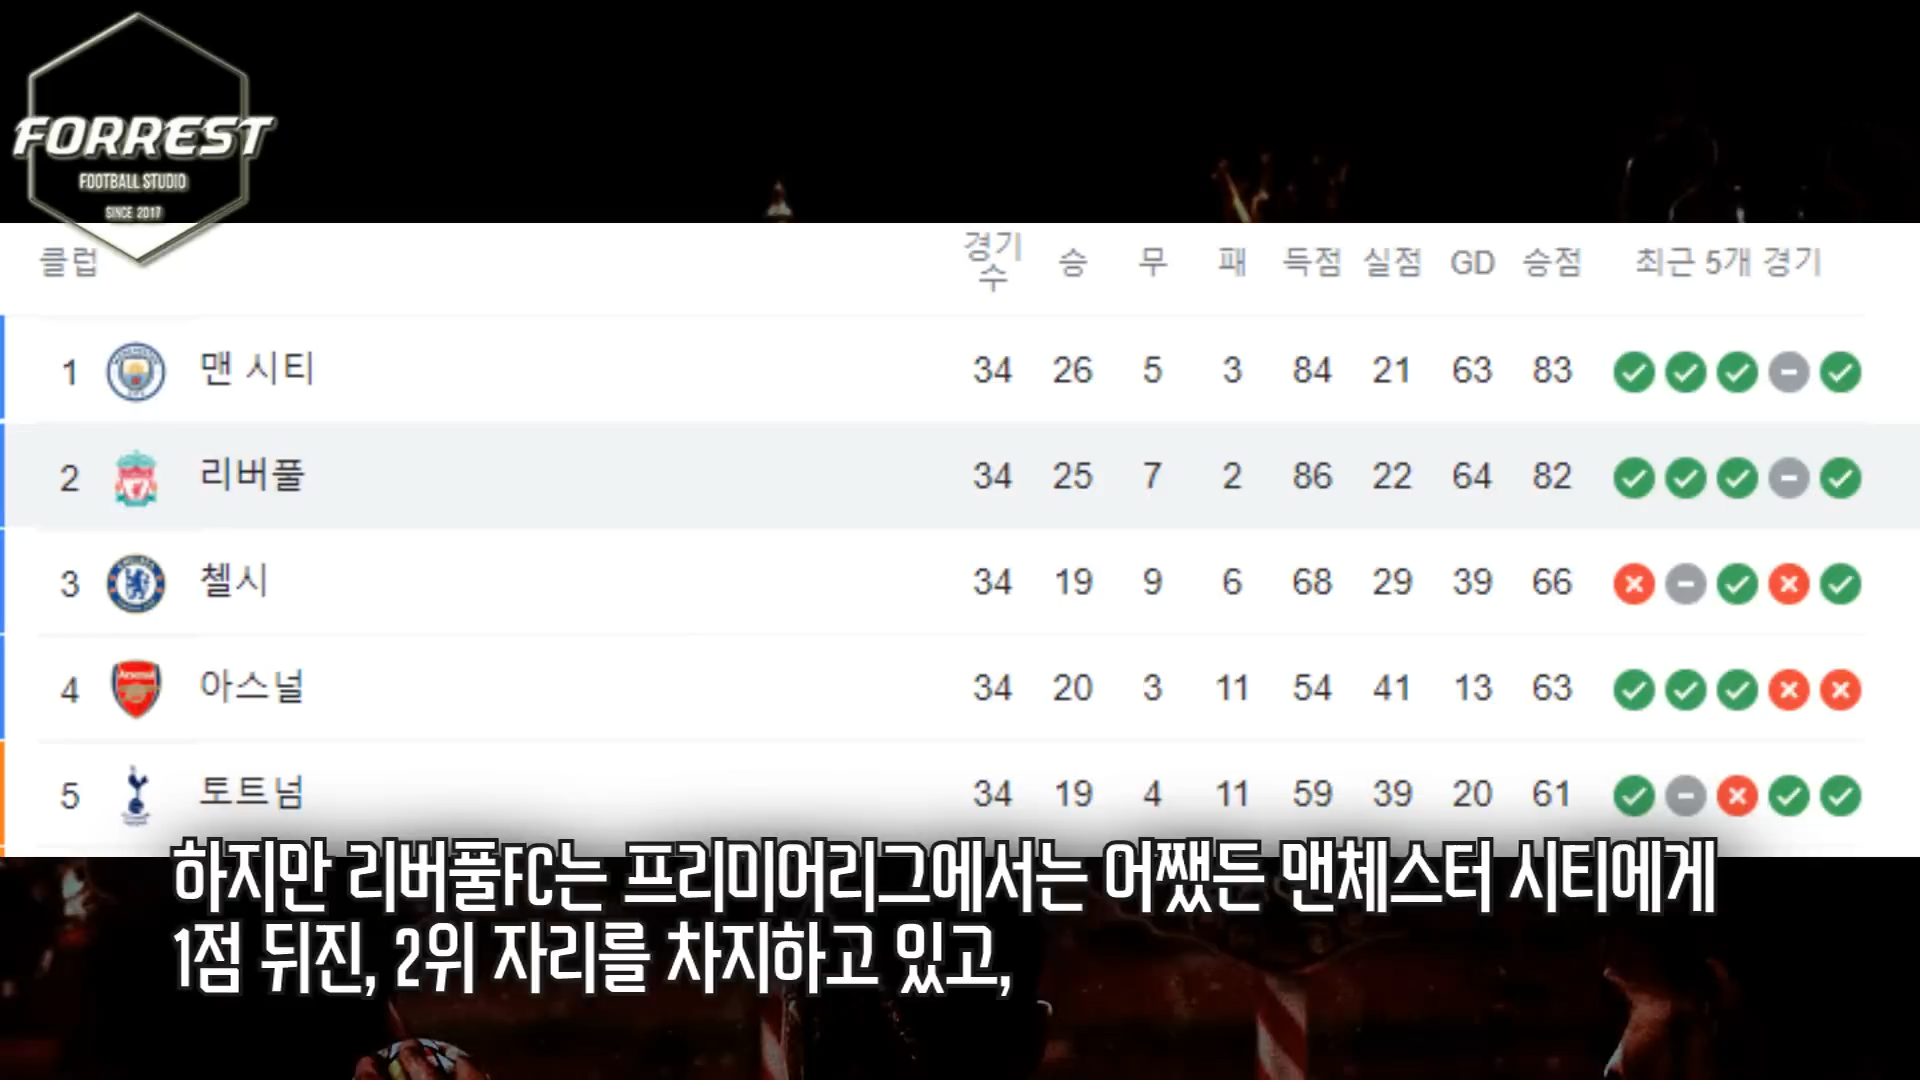 FORREST
FOOTBALL STUDIO
SINCE 2017
클럽 경기수 승 무 패 득점 실점 GD 승점 최근 5개 경기
1 맨 시티 34 26 5 3 84 21 63 83
2 리버풀 34 25 7 2 86 22 64 82
3 첼시 34 19 9 6 68 29 39 66
4 Arsenal 아스널 34 20 3 11 54 41 13 63
5 토트넘 34 19 4 11 59 39 20 61
하지만 리버풀FC는 프리미어리그에서는 어쨌든 맨체스터 시티에게
1점 뒤진, 2위 자리를 차지하고 있고,